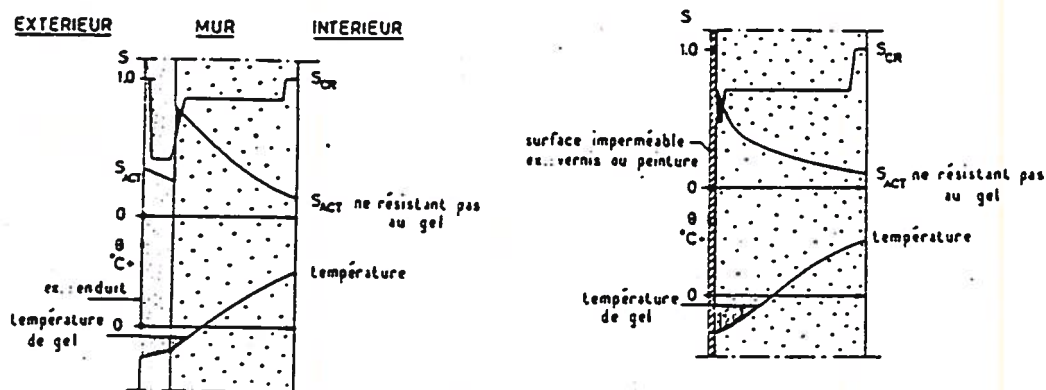 EXTERIEUR MUR INTERIEUR
S
1.0
S_CR
S_ACT
0
S_ACT ne résistant pas
au gel
θ
°C+
température
ex.: enduit
0
température
de gel
S
1.0
S_CR
surface imperméable
ex.: vernis ou peinture
S_ACT ne résistant pas
au gel
0
θ
°C+
température
0
température
de gel